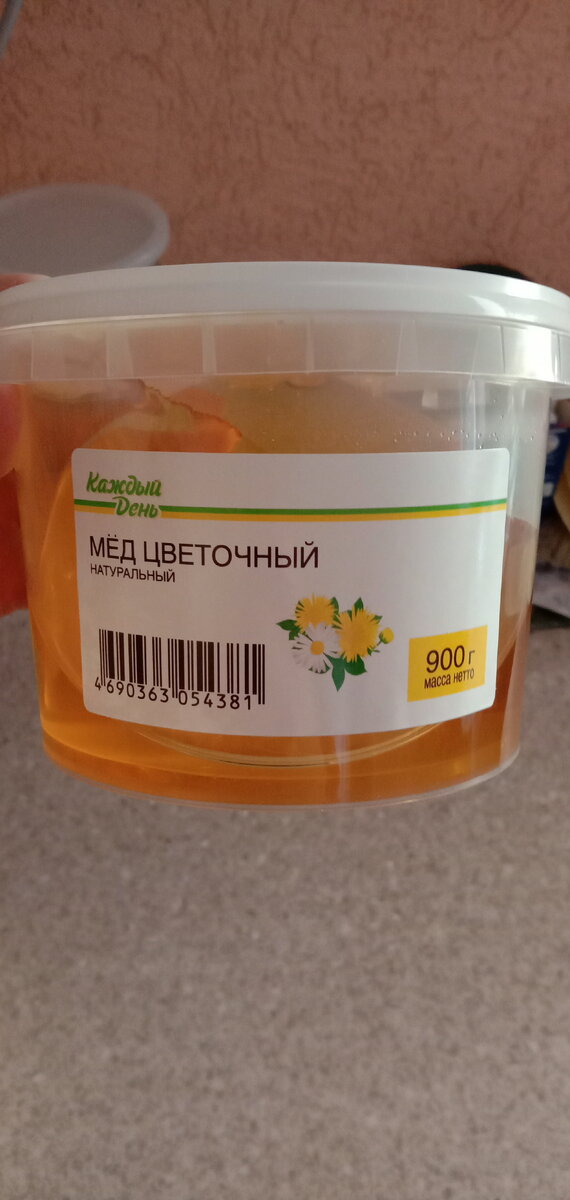 Каждый
День
МЁД ЦВЕТОЧНЫЙ
НАТУРАЛЬНЫЙ
900 г
масса нетто
4 690363 054381